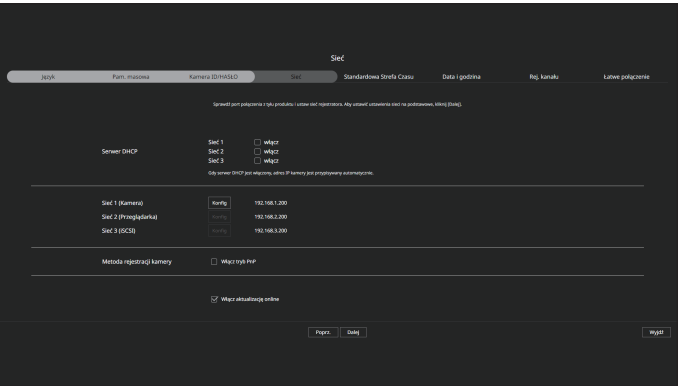 Sieć
Język Pam. masowa Kamera ID/HASŁO Sieć Standardowa Strefa Czasu Data i godzina Rej. kanału Łatwe połączenie
Sprawdź port połączenia z tyłu produktu i ustaw sieć rejestratora. Aby ustawić ustawienia sieci na podstawowe, kliknij [Dalej].
Serwer DHCP
Sieć 1 włącz
Sieć 2 włącz
Sieć 3 włącz
Gdy serwer DHCP jest włączony, adres IP kamery jest przypisywany automatycznie.
Sieć 1 (Kamera) Konfig 192.168.1.200
Sieć 2 (Przeglądarka) Konfig 192.168.2.200
Sieć 3 (iSCSI) Konfig 192.168.3.200
Metoda rejestracji kamery Włącz tryb PnP
Włącz aktualizację online
Poprz. Dalej Wyjdź